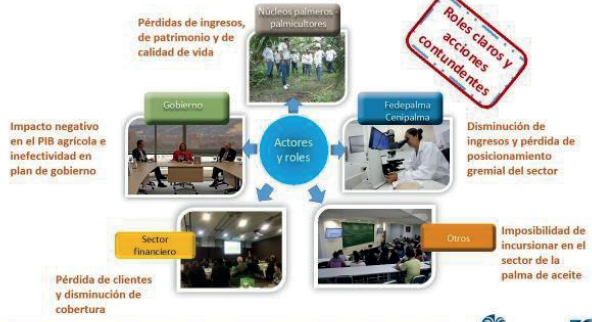 Pérdidas de ingresos,
de patrimonio y de
calidad de vida
Núcleos palmeros -
palmicultores
Roles claros y
acciones
contundentes
Gobierno
Impacto negativo
en el PIB agrícola e
inefectividad en
plan de gobierno
Actores
y roles
Fedepalma
Cenipalma
Disminución de
ingresos y pérdida de
posicionamiento
gremial del sector
Sector
financiero
Pérdida de clientes
y disminución de
cobertura
Otros
Imposibilidad de
incursionar en el
sector de la
palma de aceite